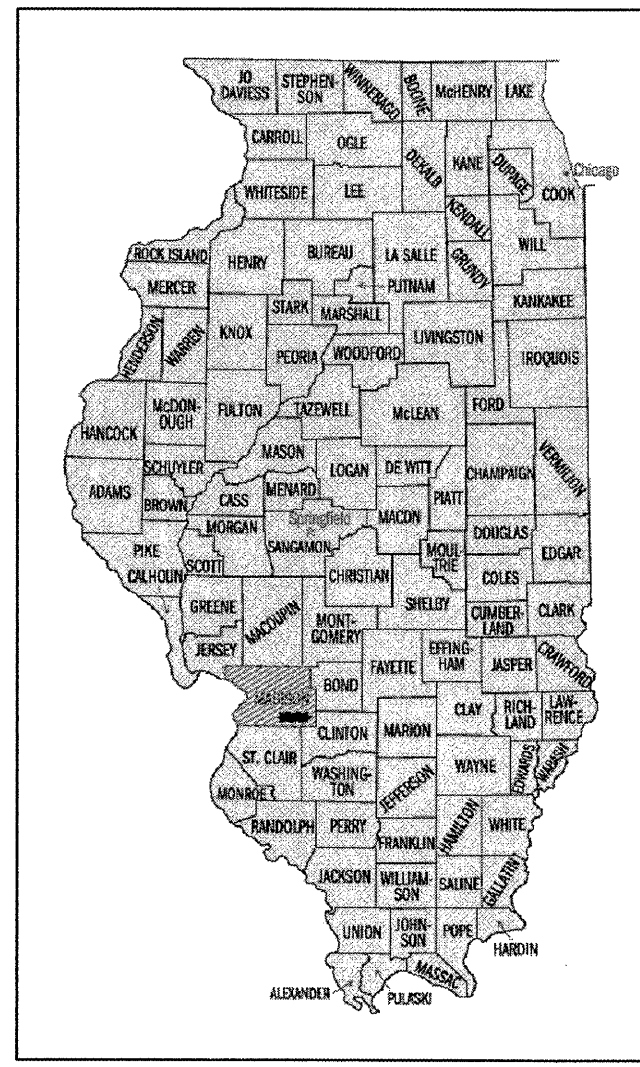 JO
DAVIESS
STEPHEN-
SON
WINNEBAGO
BOONE
McHENRY
LAKE
CARROLL
OGLE
DEKALB
KANE
DUPAGE
Chicago
COOK
WHITESIDE
LEE
KENDALL
WILL
ROCK ISLAND
HENRY
BUREAU
LA SALLE
GRUNDY
MERCER
PUTNAM
KANKAKEE
STARK
MARSHALL
HENDERSON
WARREN
KNOX
PEORIA
WOODFORD
LIVINGSTON
IROQUOIS
HANCOCK
McDON-
OUGH
FULTON
TAZEWELL
McLEAN
FORD
VERMILION
MASON
SCHUYLER
LOGAN
DE WITT
CHAMPAIGN
ADAMS
BROWN
CASS
MENARD
PIATT
MORGAN
Springfield
MACON
DOUGLAS
PIKE
SCOTT
SANGAMON
MOUL-
TRIE
EDGAR
CALHOUN
CHRISTIAN
COLES
GREENE
MACOUPIN
MONT-
GOMERY
SHELBY
CUMBER-
LAND
CLARK
JERSEY
FAYETTE
EFFING-
HAM
JASPER
CRAWFORD
MADISON
BOND
CLAY
RICH-
LAND
LAW-
RENCE
CLINTON
MARION
ST. CLAIR
WAYNE
EDWARDS
WABASH
WASHING-
TON
JEFFERSON
MONROE
RANDOLPH
PERRY
FRANKLIN
HAMILTON
WHITE
JACKSON
WILLIAM-
SON
SALINE
GALLATIN
UNION
JOHN-
SON
POPE
HARDIN
ALEXANDER
PULASKI
MASSAC